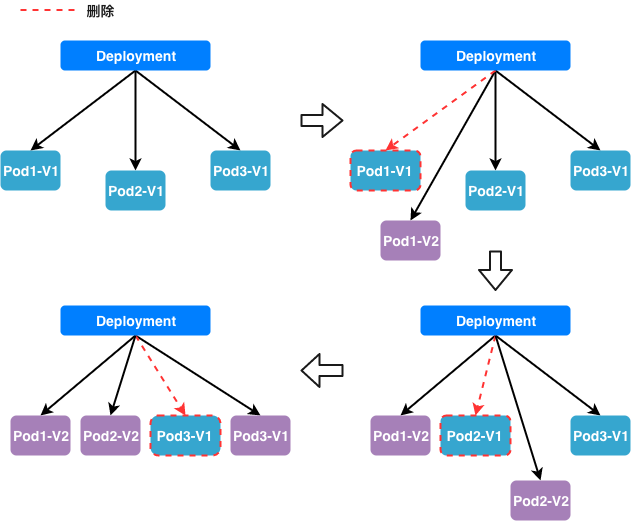 删除
Deployment
Deployment
Pod1-V1
Pod3-V1
Pod2-V1
Pod1-V1
Pod3-V1
Pod2-V1
Pod1-V2
Deployment
Deployment
Pod1-V2
Pod2-V2
Pod3-V1
Pod3-V1
Pod1-V2
Pod2-V1
Pod3-V1
Pod2-V2